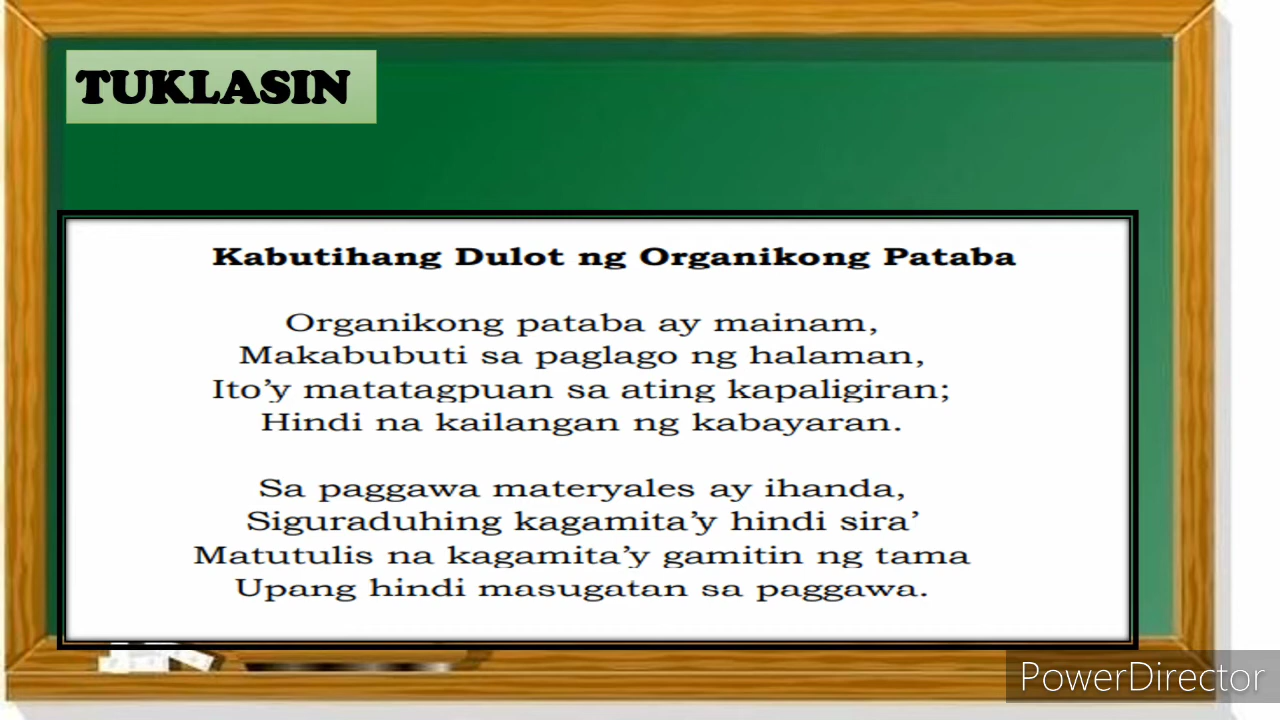 TUKLASIN
Kabutihang Dulot ng Organikong Pataba
Organikong pataba ay mainam,
Makabubuti sa paglago ng halaman,
Ito’y matatagpuan sa ating kapaligiran;
Hindi na kailangan ng kabayaran.
Sa paggawa materyales ay ihanda,
Siguraduhing kagamita’y hindi sira’
Matutulis na kagamita’y gamitin ng tama
Upang hindi masugatan sa paggawa.
PowerDirector